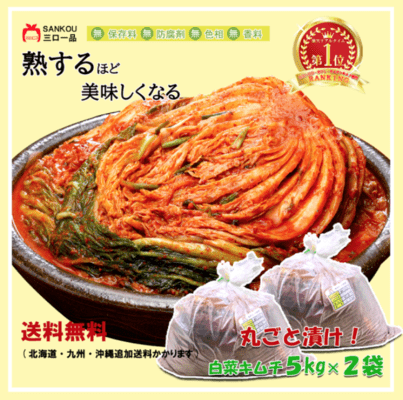 SANKOU
三口一品
無 保存料 無 防腐剤 無 色粗 無 香料
第1位
RANKING
熟するほど
美味しくなる
送料無料
(北海道・九州・沖縄追加送料かかります)
丸ごと漬け!
白菜キムチ5kg×2袋